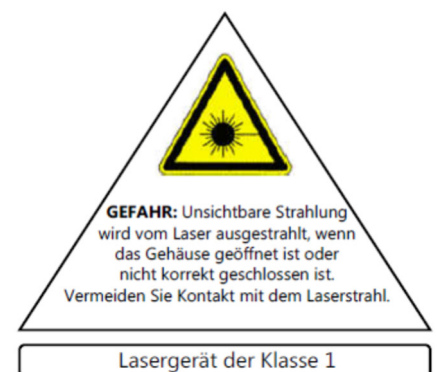 GEFAHR: Unsichtbare Strahlung
wird vom Laser ausgestrahlt, wenn
das Gehäuse geöffnet ist oder
nicht korrekt geschlossen ist.
Vermeiden Sie Kontakt mit dem Laserstrahl.
Lasergerät der Klasse 1